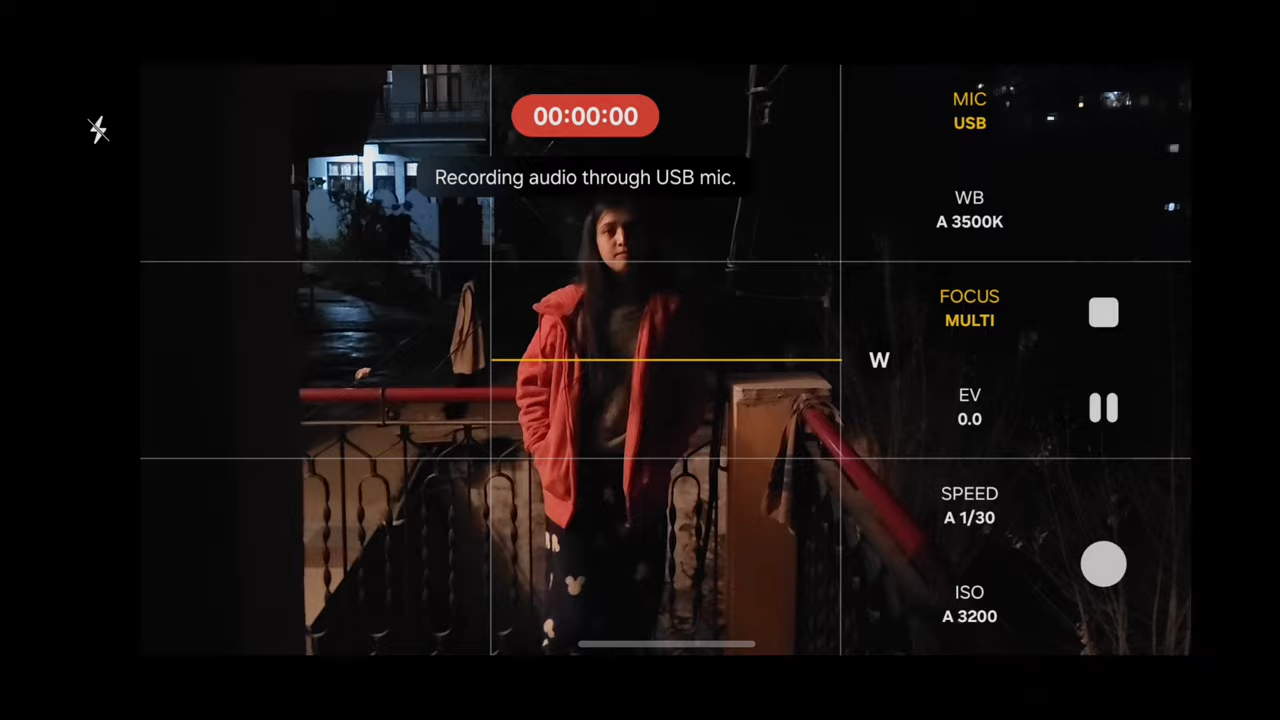 00:00:00
Recording audio through USB mic.
MIC
USB
WB
A 3500K
FOCUS
MULTI
W
EV
0.0
SPEED
A 1/30
ISO
A 3200